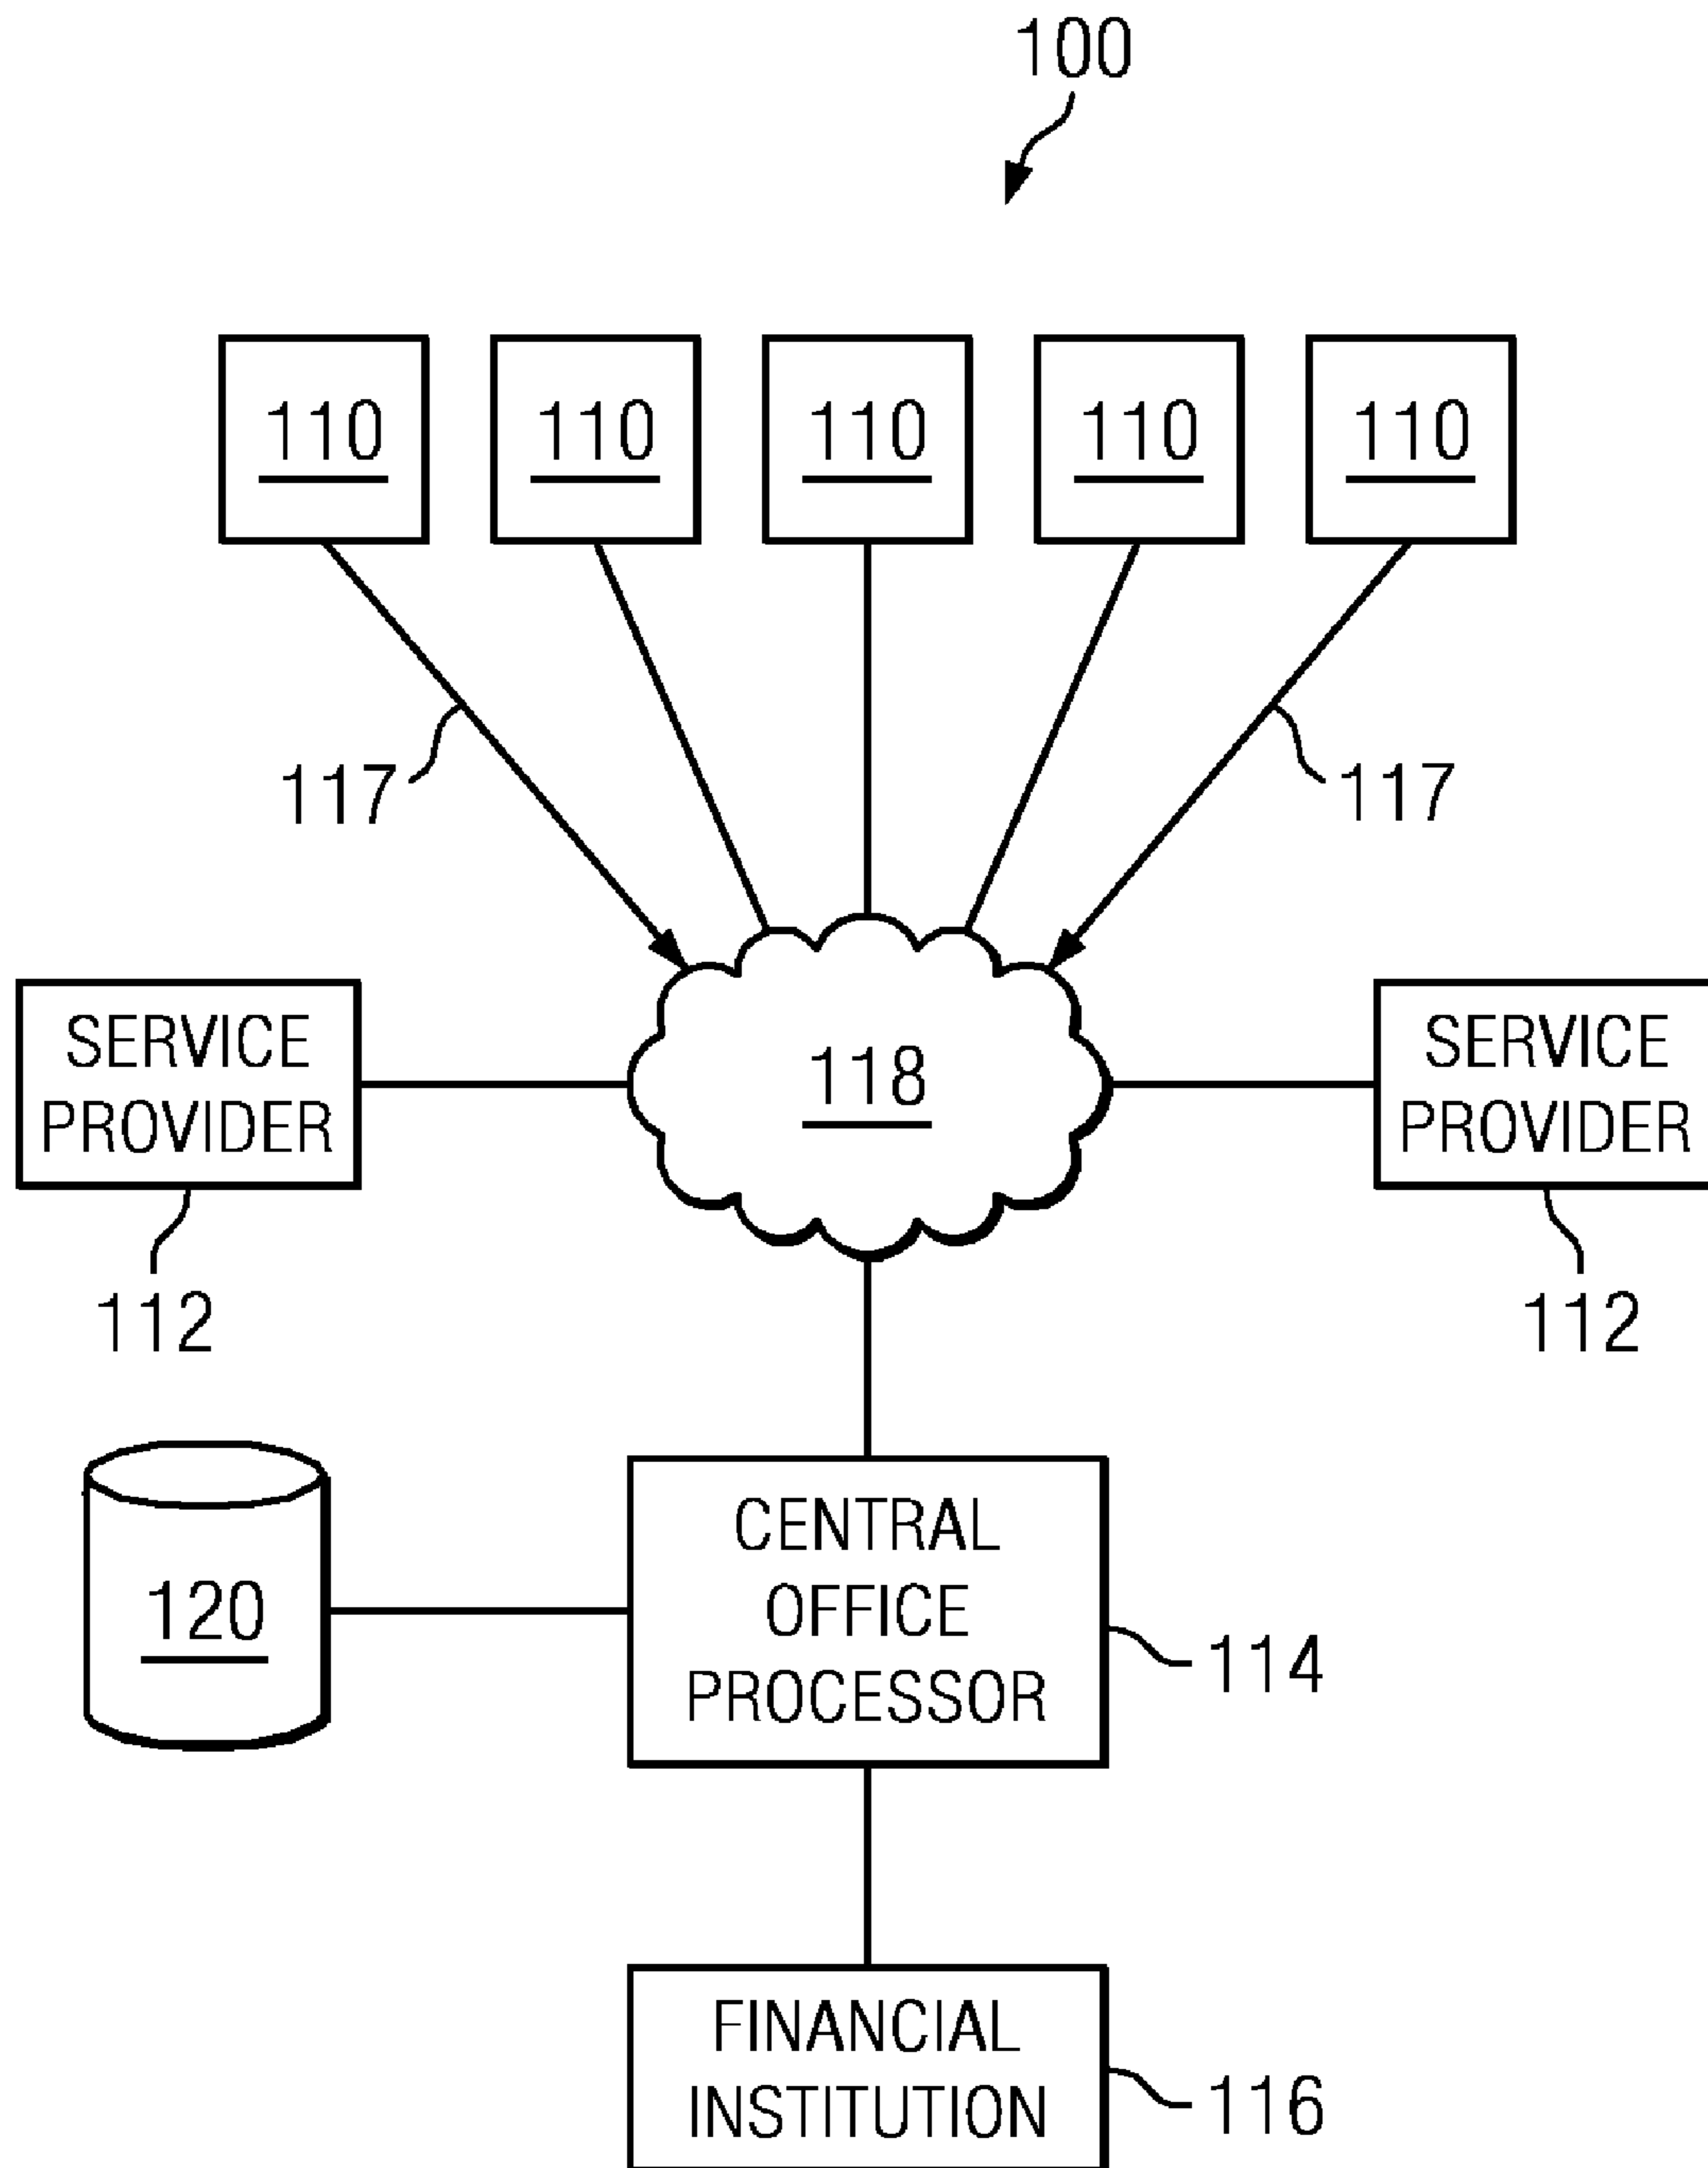 100
110 110 110 110 110
117 117
SERVICE
PROVIDER
118
SERVICE
PROVIDER
112 112
CENTRAL
OFFICE
PROCESSOR
120
114
FINANCIAL
INSTITUTION
116